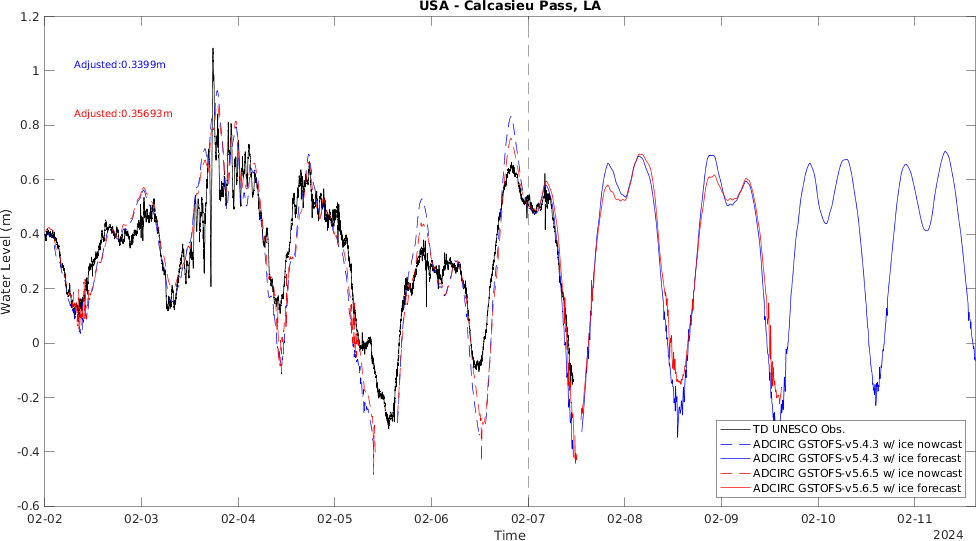 USA - Calcasieu Pass, LA
1.2
1
0.8
0.6
0.4
0.2
0
-0.2
-0.4
-0.6
Water Level (m)
Adjusted:0.3399m
Adjusted:0.35693m
TD UNESCO Obs.
ADCIRC GSTOFS-v5.4.3 w/ ice nowcast
ADCIRC GSTOFS-v5.4.3 w/ ice forecast
ADCIRC GSTOFS-v5.6.5 w/ ice nowcast
ADCIRC GSTOFS-v5.6.5 w/ ice forecast
02-02 02-03 02-04 02-05 02-06 02-07 02-08 02-09 02-10 02-11
Time
2024